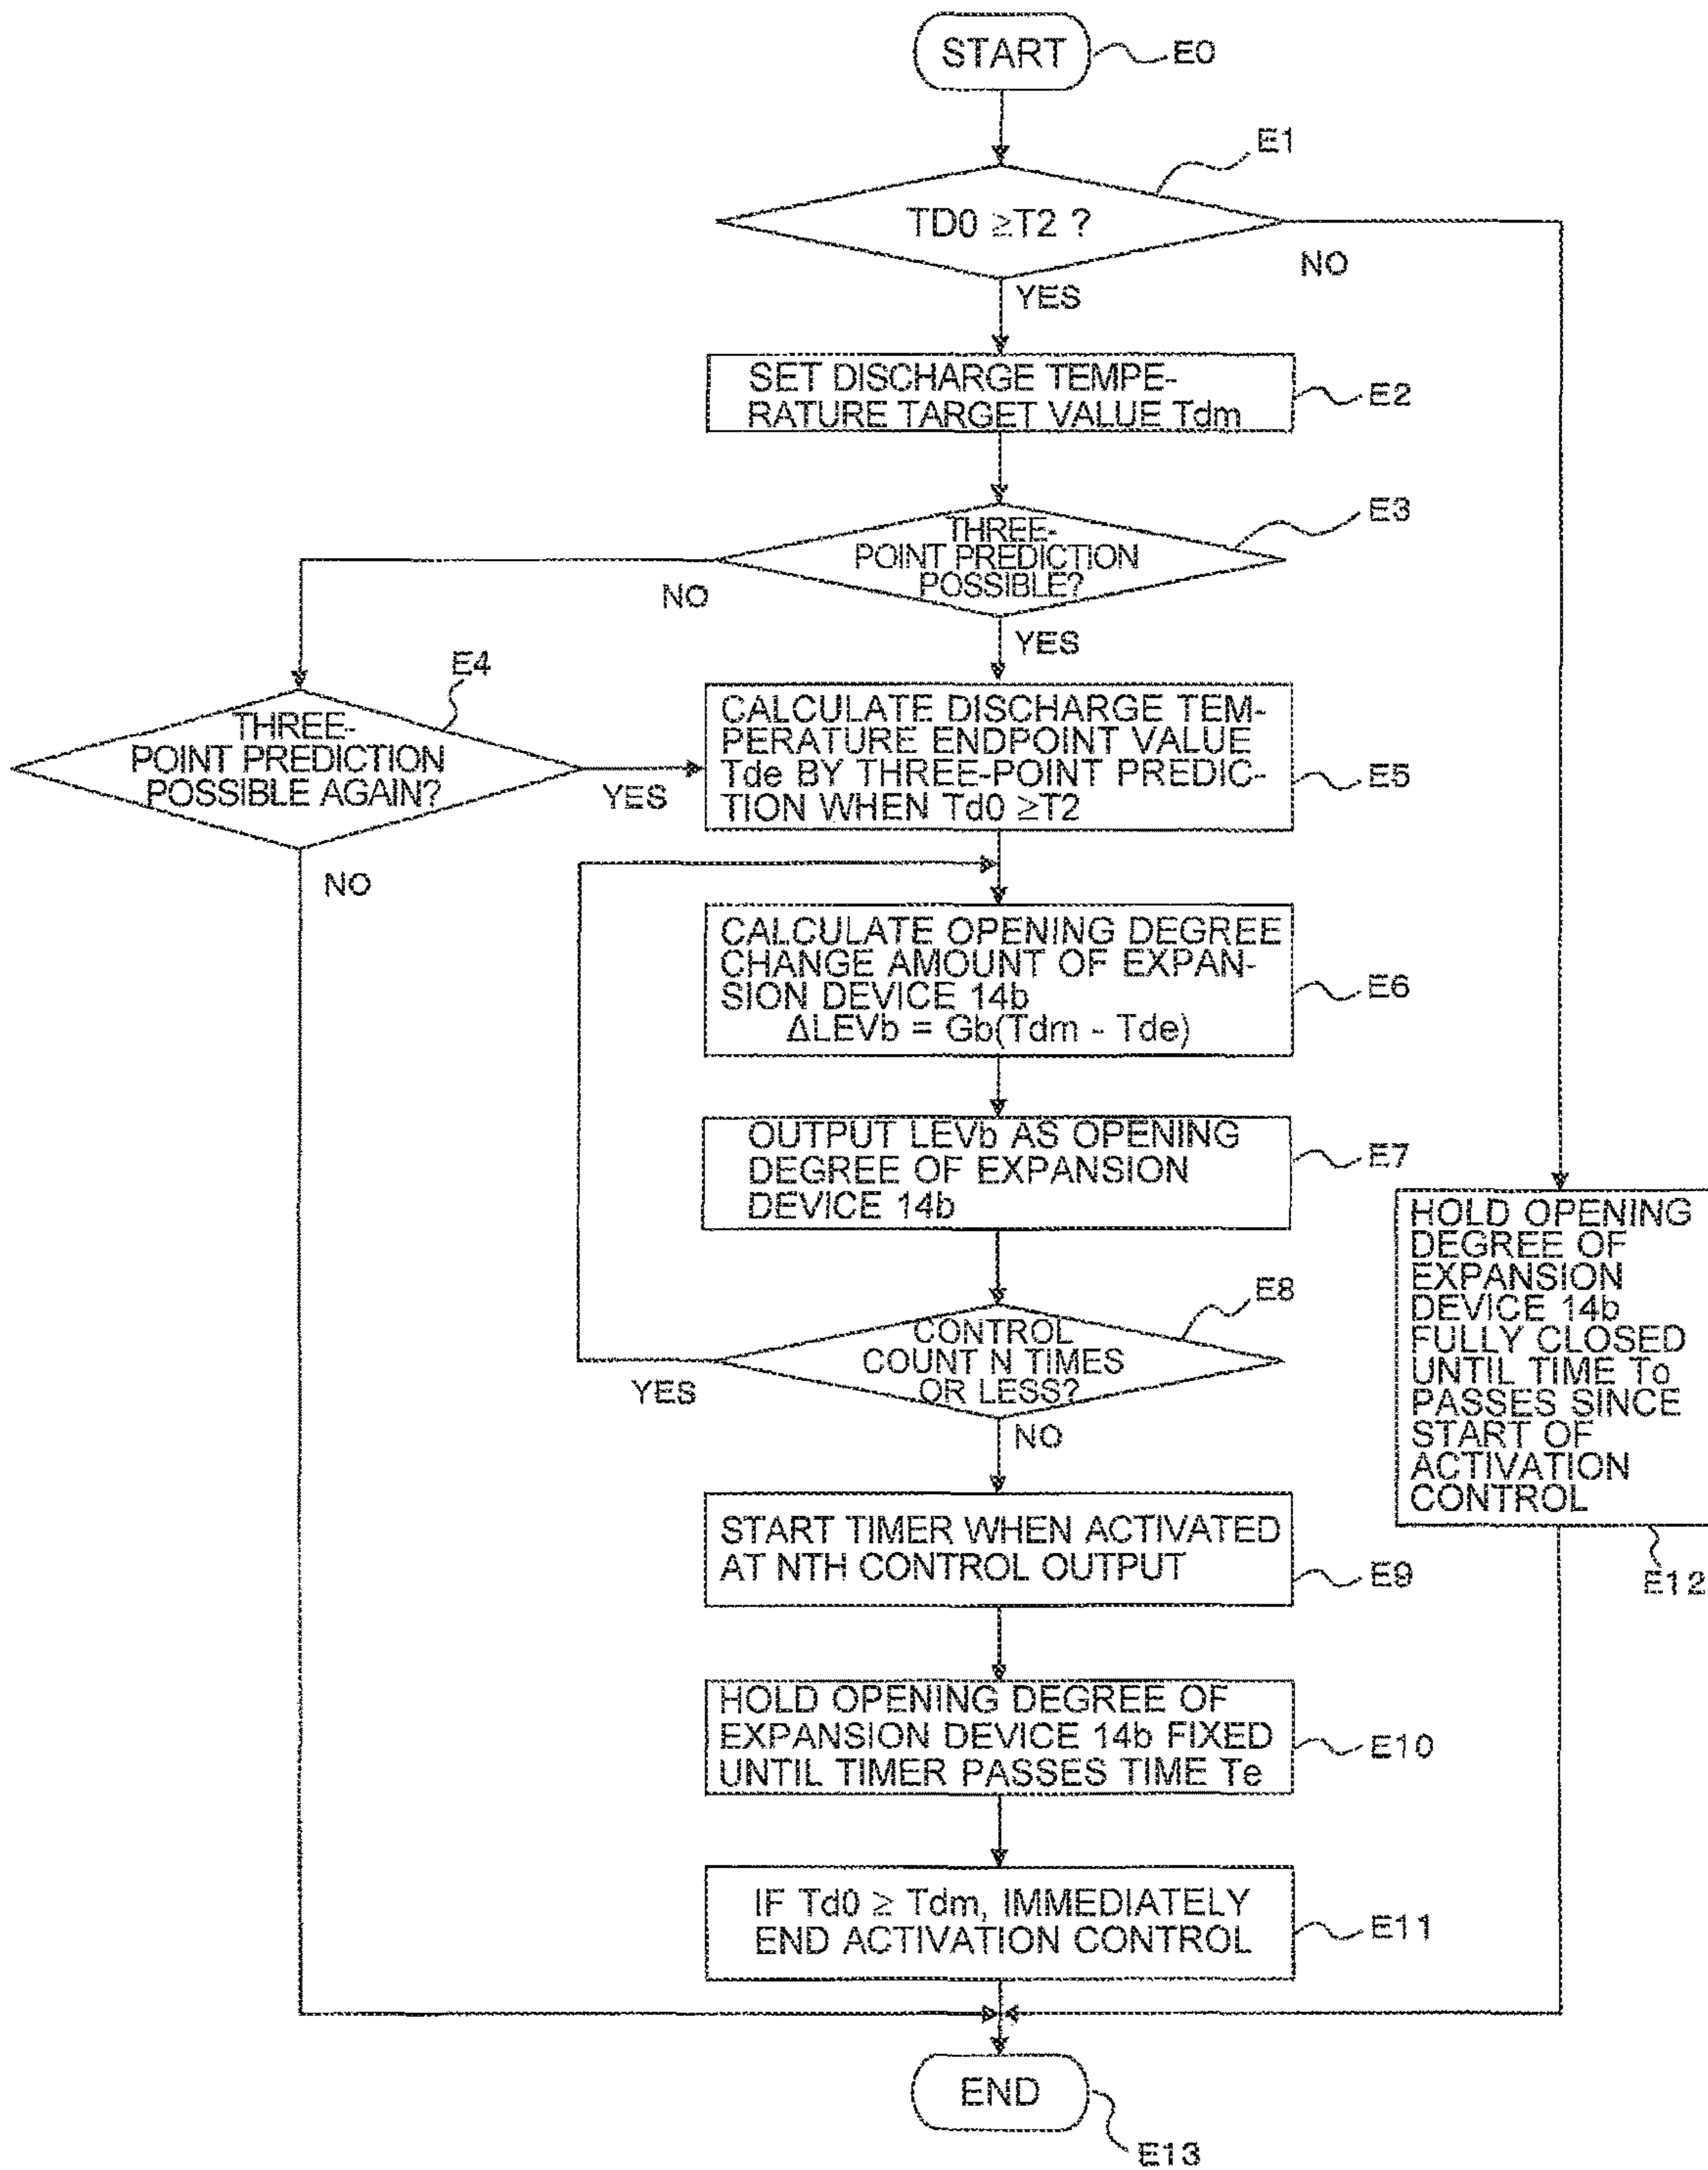 START
E0
E1
TD0 ≥T2 ?
NO
YES
SET DISCHARGE TEMPE-
RATURE TARGET VALUE Tdm
E2
THREE-
POINT PREDICTION
POSSIBLE?
E3
NO
YES
E4
THREE-
POINT PREDICTION
POSSIBLE AGAIN?
YES
NO
CALCULATE DISCHARGE TEM-
PERATURE ENDPOINT VALUE
Tde BY THREE-POINT PREDIC-
TION WHEN Td0 ≥T2
E5
CALCULATE OPENING DEGREE
CHANGE AMOUNT OF EXPAN-
SION DEVICE 14b
ΔLEVb = Gb(Tdm - Tde)
E6
OUTPUT LEVb AS OPENING
DEGREE OF EXPANSION
DEVICE 14b
E7
CONTROL
COUNT N TIMES
OR LESS?
E8
YES
NO
START TIMER WHEN ACTIVATED
AT NTH CONTROL OUTPUT
E9
HOLD OPENING DEGREE OF
EXPANSION DEVICE 14b FIXED
UNTIL TIMER PASSES TIME Te
E10
IF Td0 ≥ Tdm, IMMEDIATELY
END ACTIVATION CONTROL
E11
HOLD OPENING
DEGREE OF
EXPANSION
DEVICE 14b
FULLY CLOSED
UNTIL TIME To
PASSES SINCE
START OF
ACTIVATION
CONTROL
E12
END
E13